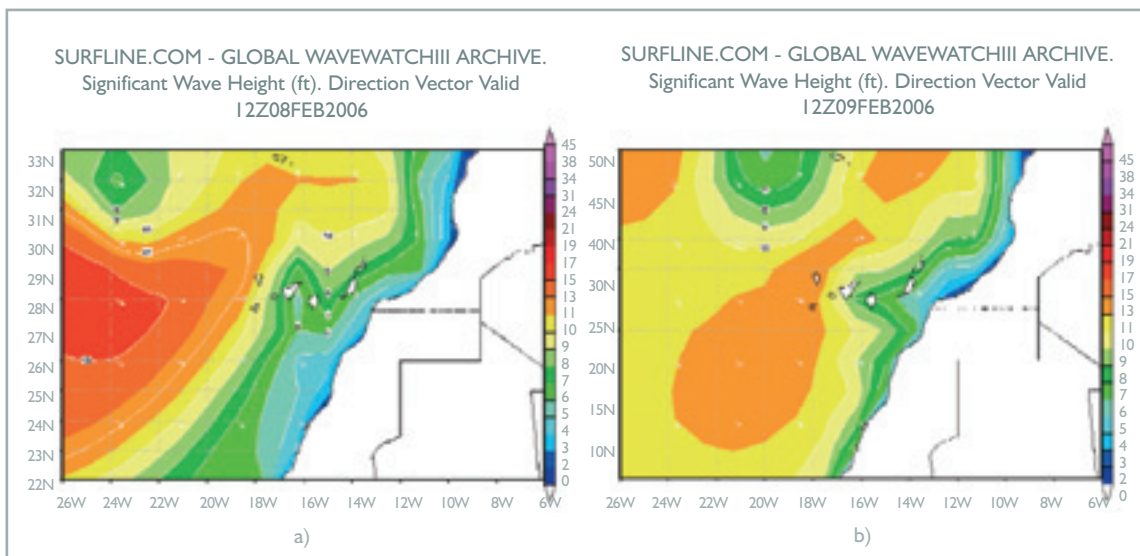 SURFLINE.COM - GLOBAL WAVEWATCHIII ARCHIVE.
Significant Wave Height (ft). Direction Vector Valid
12Z08FEB2006
33N
32N
31N
30N
29N
28N
27N
26N
25N
24N
23N
22N
26W 24W 22W 20W 18W 16W 14W 12W 10W 8W 6W
45
38
34
31
24
21
19
17
15
13
11
10
9
8
7
6
5
4
3
2
0
a)
SURFLINE.COM - GLOBAL WAVEWATCHIII ARCHIVE.
Significant Wave Height (ft). Direction Vector Valid
12Z09FEB2006
50N
45N
40N
30N
25N
20N
15N
10N
26W 24W 22W 20W 18W 16W 14W 12W 10W 8W 6W
45
38
34
31
24
21
19
17
15
13
11
10
9
8
7
6
5
4
3
2
0
b)